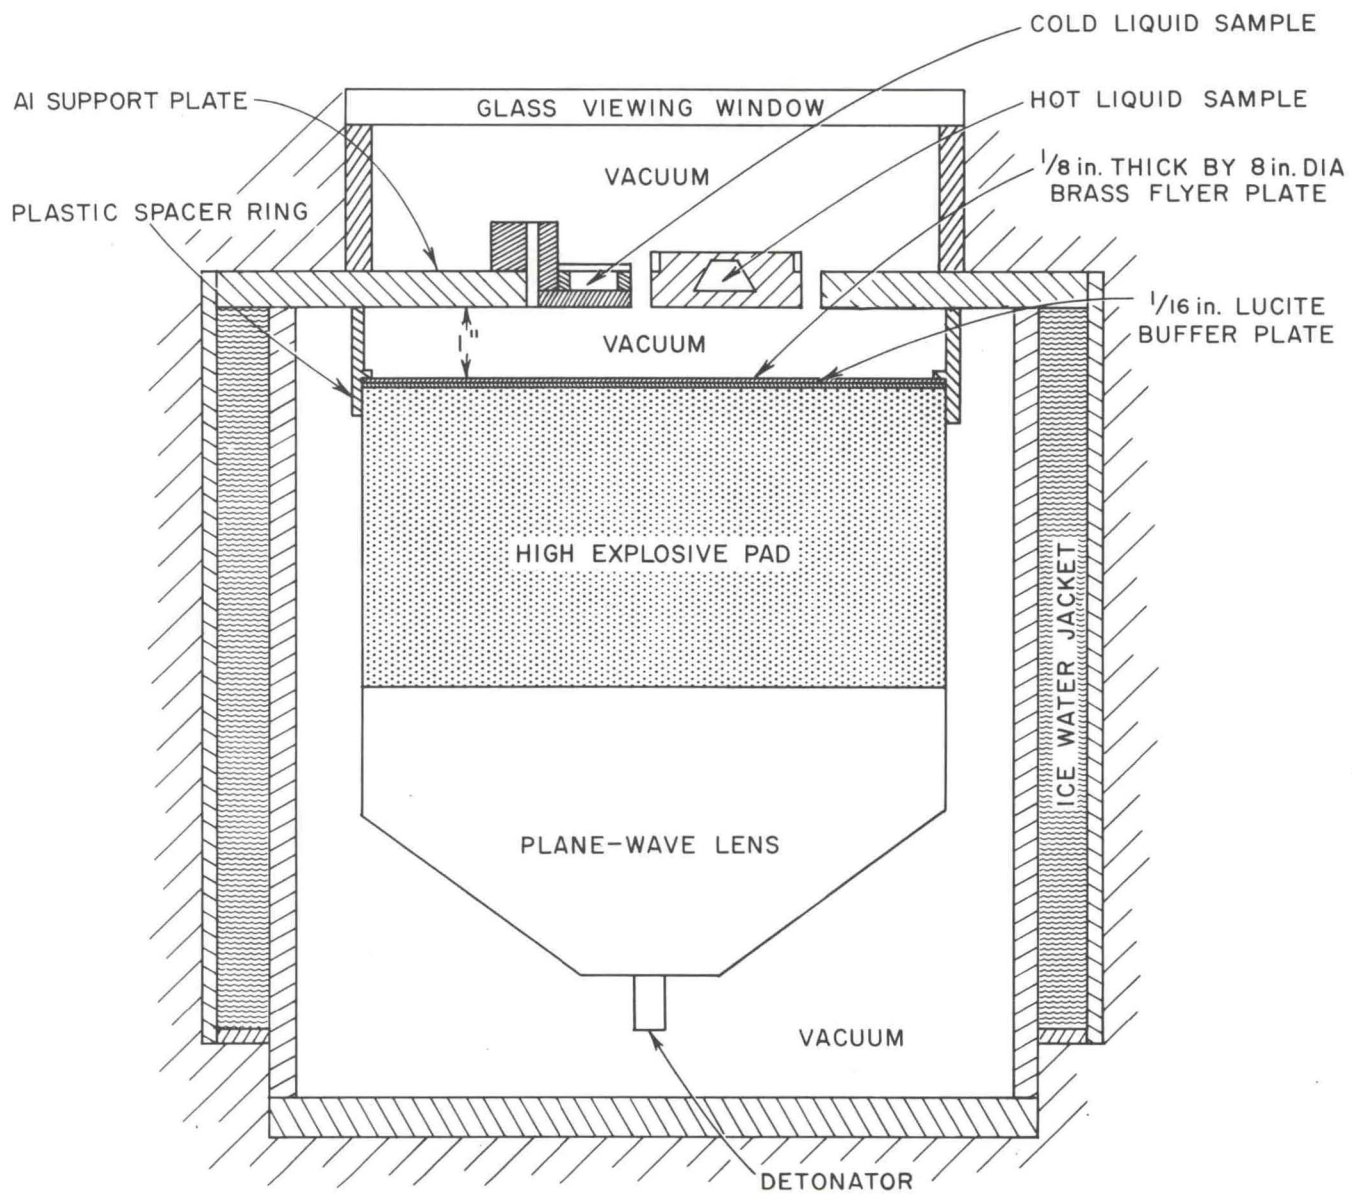 COLD LIQUID SAMPLE
Al SUPPORT PLATE
GLASS VIEWING WINDOW
HOT LIQUID SAMPLE
VACUUM
1/8 in. THICK BY 8 in. DIA
BRASS FLYER PLATE
PLASTIC SPACER RING
1/16 in. LUCITE
BUFFER PLATE
1"
VACUUM
HIGH EXPLOSIVE PAD
ICE WATER JACKET
PLANE-WAVE LENS
VACUUM
DETONATOR